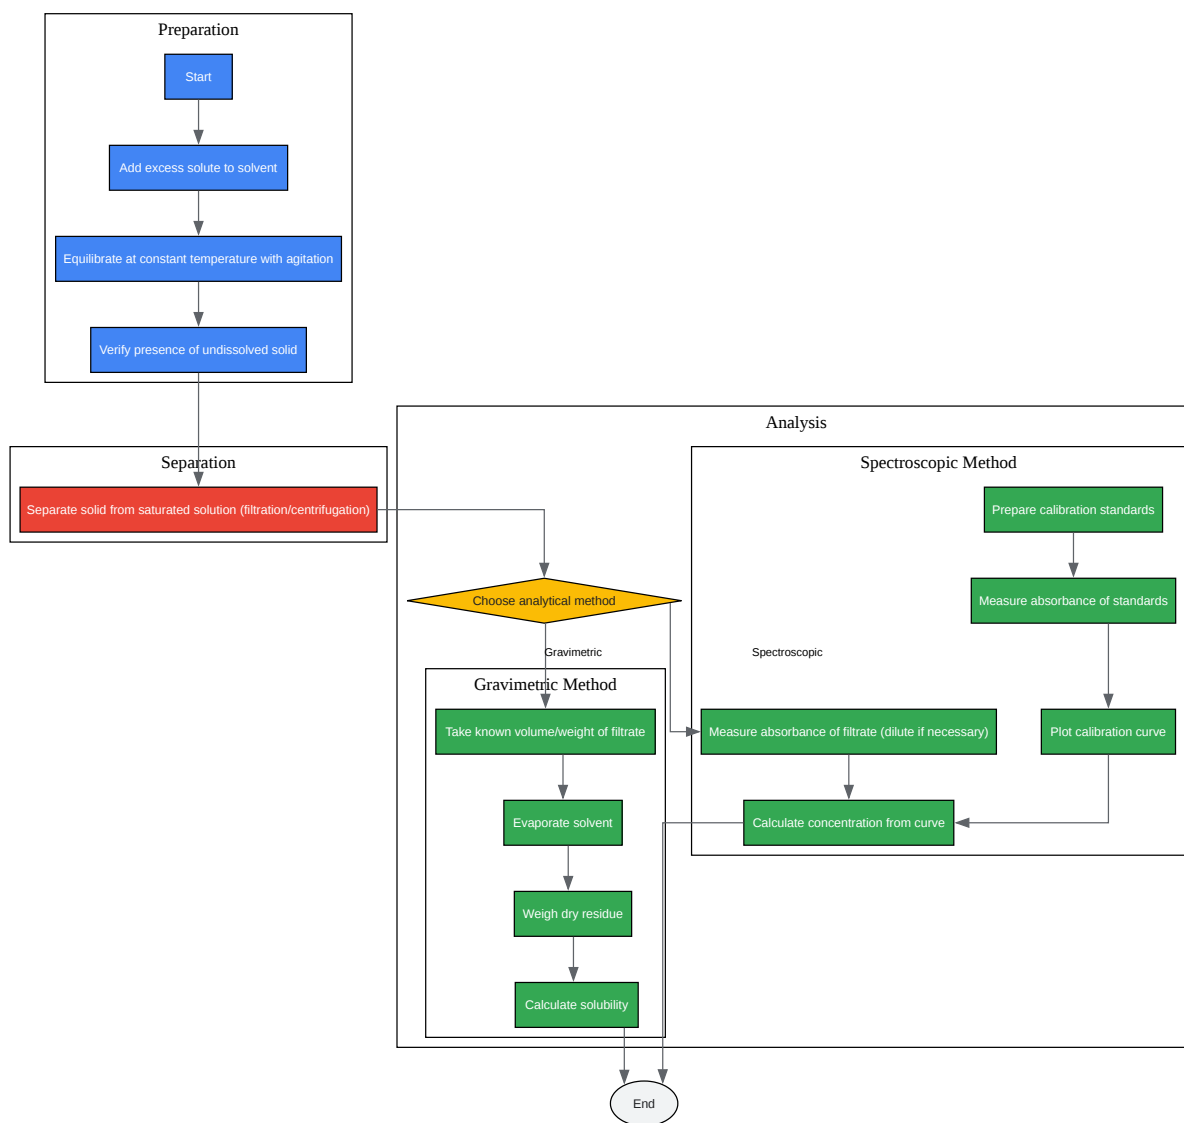 Preparation
Start
Add excess solute to solvent
Equilibrate at constant temperature with agitation
Verify presence of undissolved solid
Separation
Separate solid from saturated solution (filtration/centrifugation)
Analysis
Choose analytical method
Gravimetric
Spectroscopic
Gravimetric Method
Take known volume/weight of filtrate
Evaporate solvent
Weigh dry residue
Calculate solubility
Spectroscopic Method
Prepare calibration standards
Measure absorbance of standards
Plot calibration curve
Measure absorbance of filtrate (dilute if necessary)
Calculate concentration from curve
End